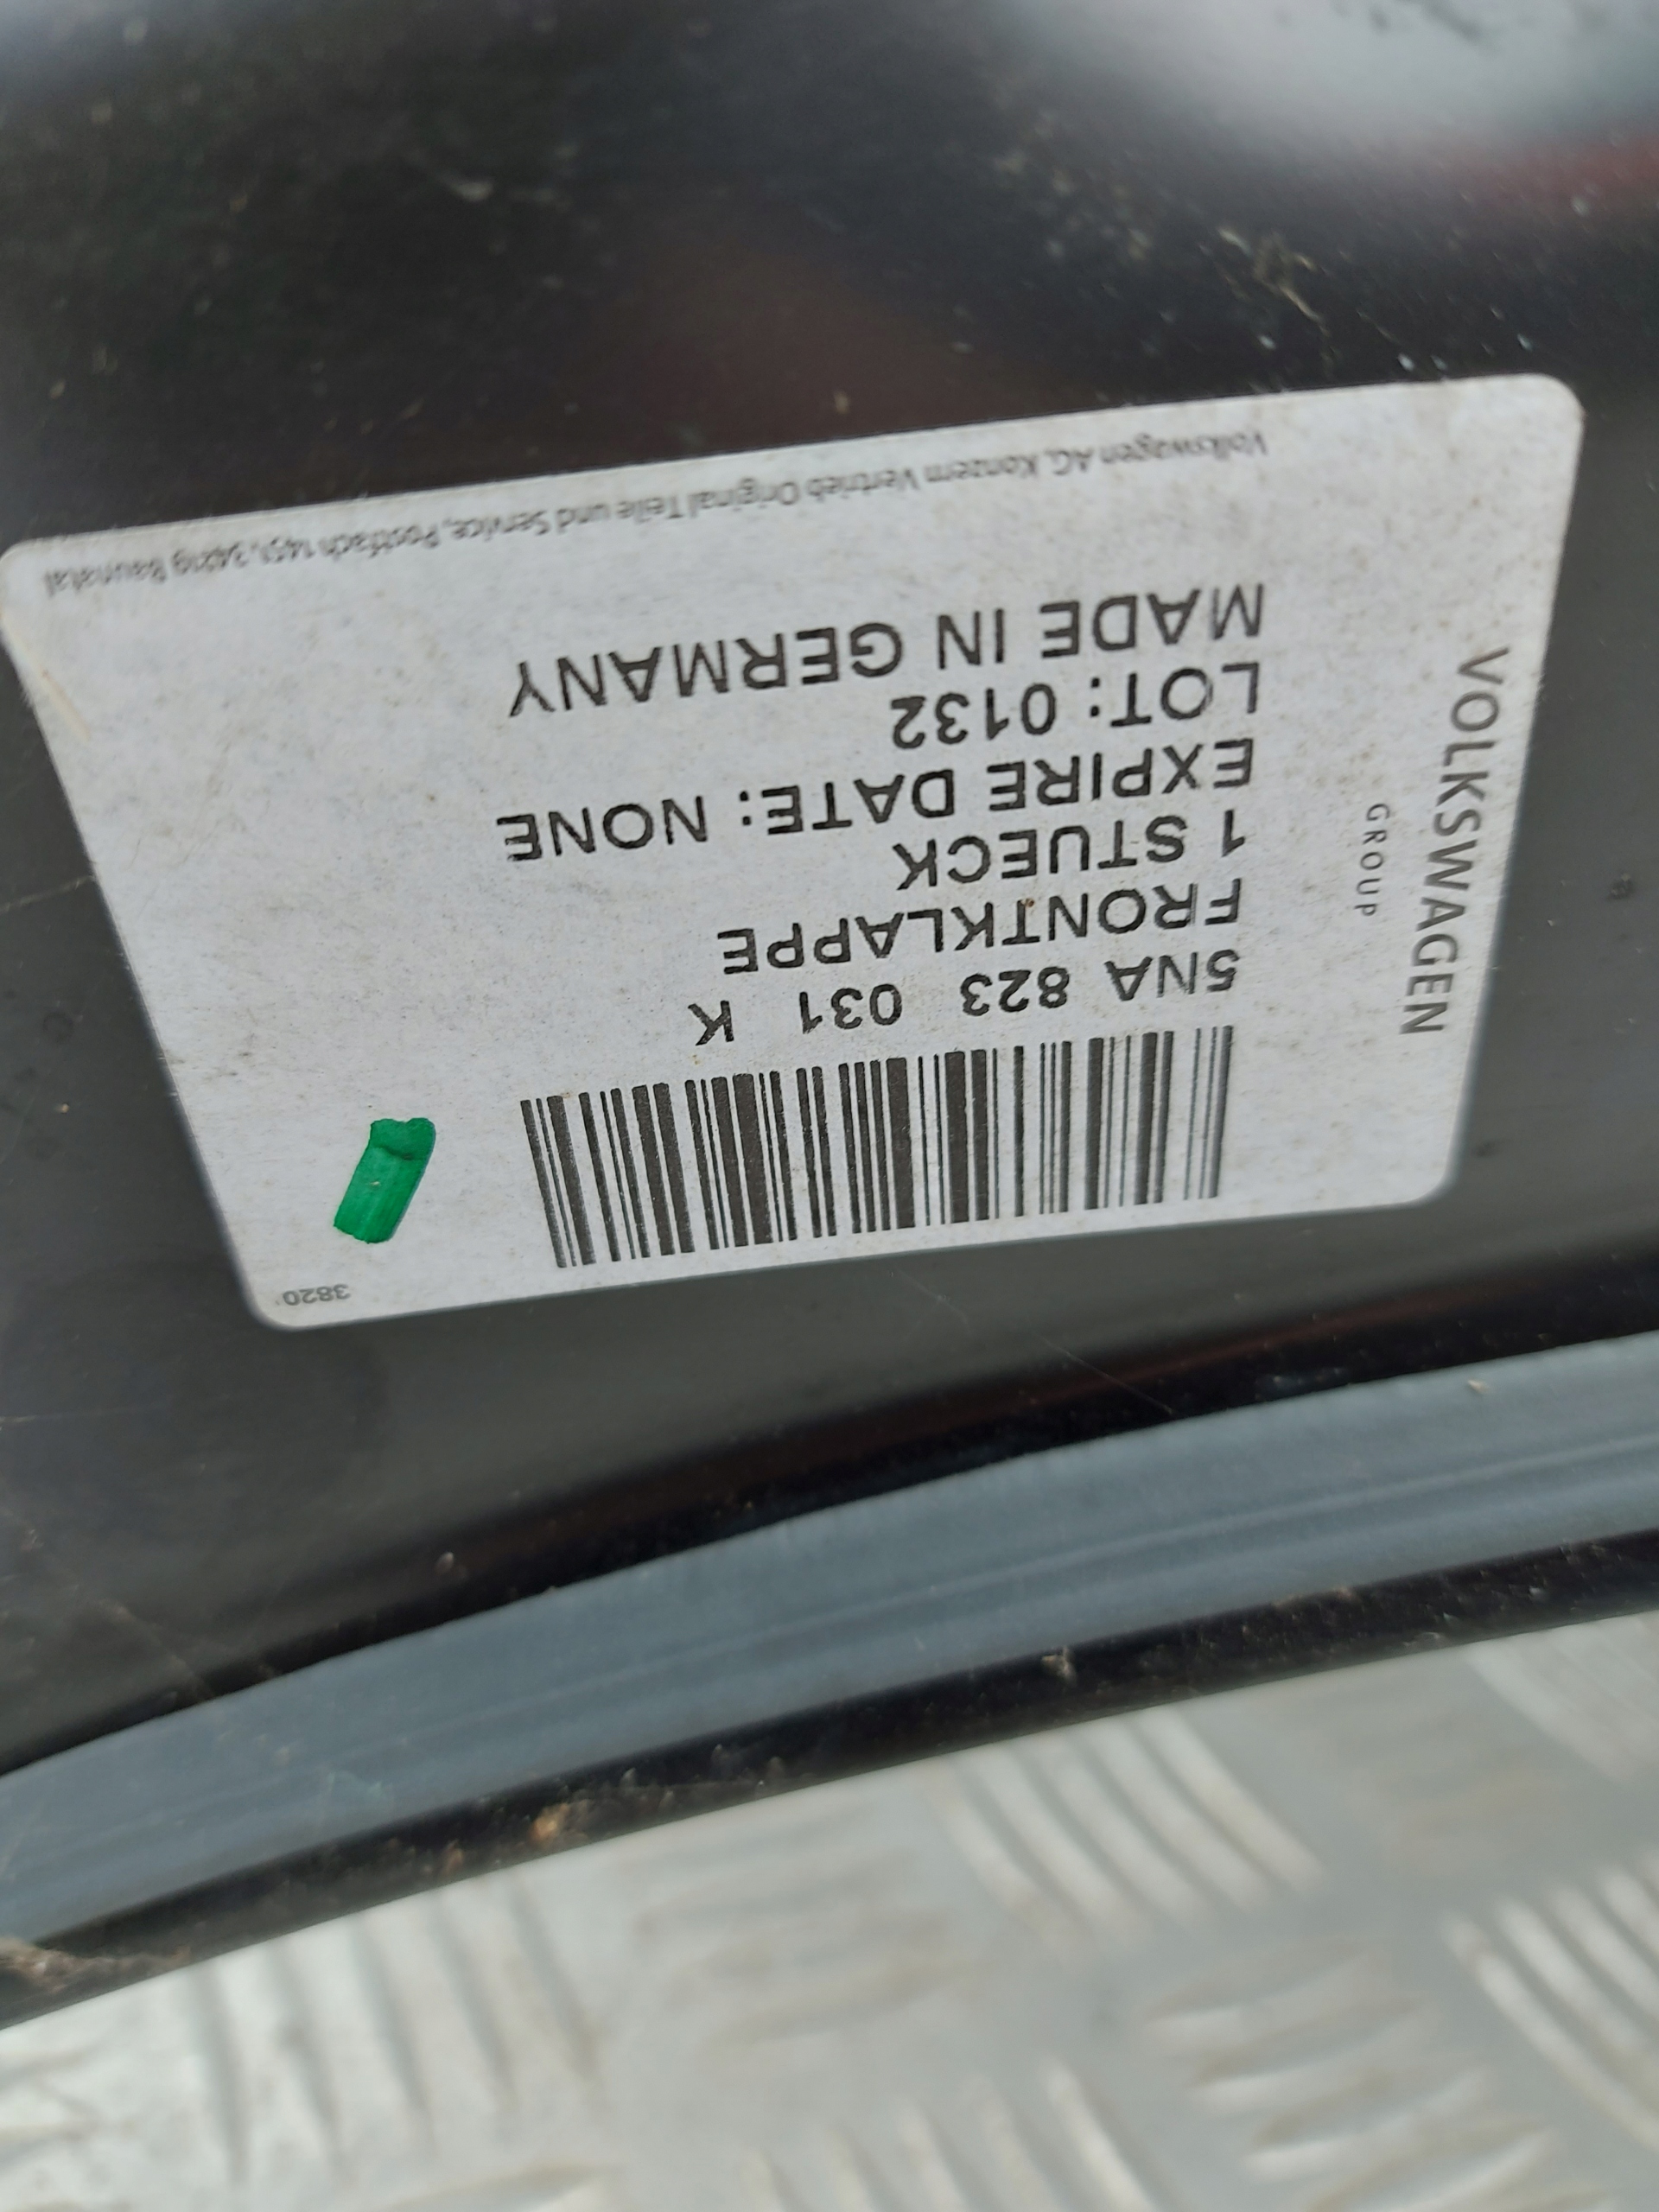 VOLKSWAGEN
GROUP
3820
5NA 823 031 K
FRONTKLAPPE
1 STUECK
EXPIRE DATE: NONE
LOT: 0132
MADE IN GERMANY
Volkswagen AG, Konzern Vertrieb Original Teile und Service, Postfach 1451, 34219 Baunatal